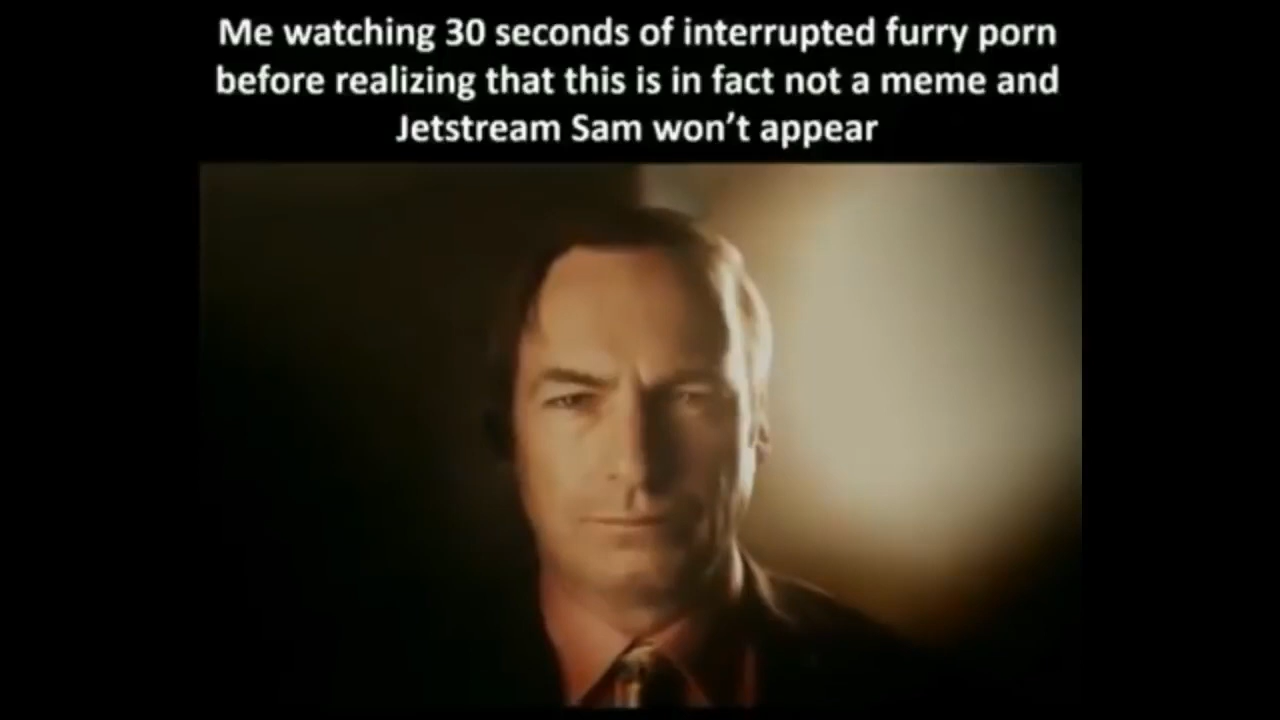 Me watching 30 seconds of interrupted furry porn
before realizing that this is in fact not a meme and
Jetstream Sam won’t appear